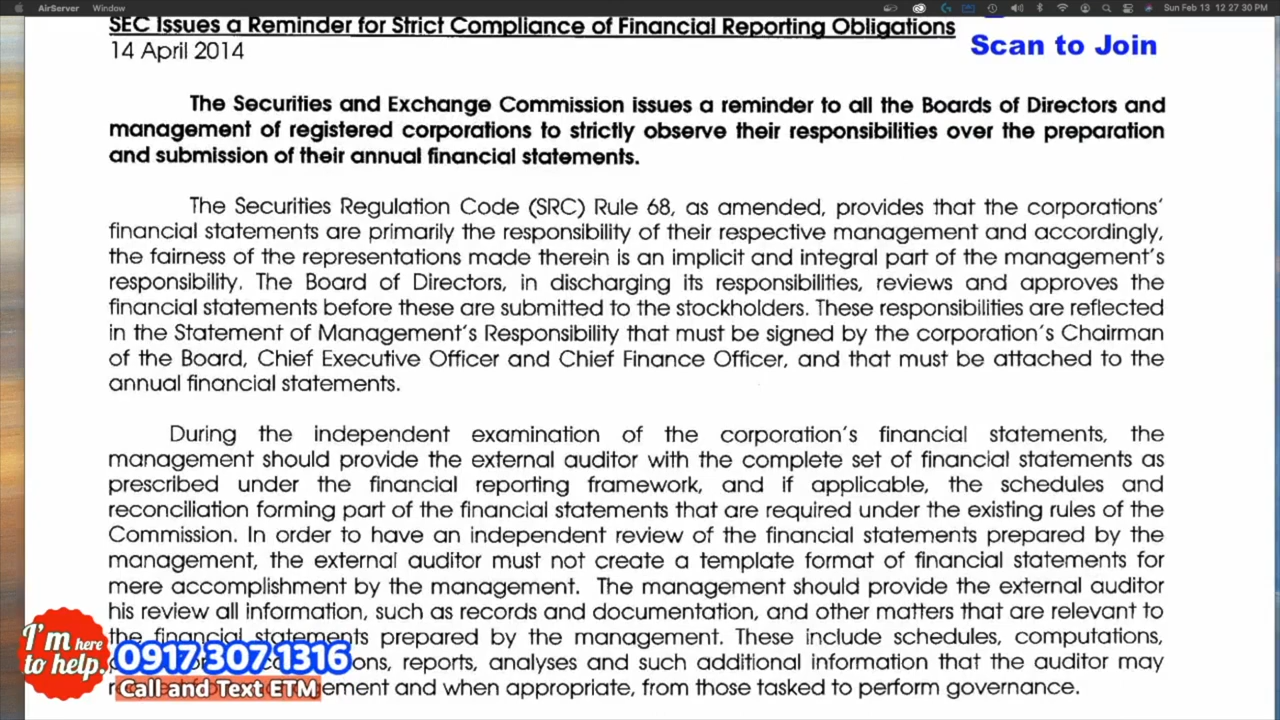 AirServer Window
Sun Feb 13 12:27:30 PM
SEC Issues a Reminder for Strict Compliance of Financial Reporting Obligations
14 April 2014
Scan to Join
The Securities and Exchange Commission issues a reminder to all the Boards of Directors and
management of registered corporations to strictly observe their responsibilities over the preparation
and submission of their annual financial statements.
The Securities Regulation Code (SRC) Rule 68, as amended, provides that the corporations'
financial statements are primarily the responsibility of their respective management and accordingly,
the fairness of the representations made therein is an implicit and integral part of the management's
responsibility. The Board of Directors, in discharging its responsibilities, reviews and approves the
financial statements before these are submitted to the stockholders. These responsibilities are reflected
in the Statement of Management's Responsibility that must be signed by the corporation's Chairman
of the Board, Chief Executive Officer and Chief Finance Officer, and that must be attached to the
annual financial statements.
During the independent examination of the corporation's financial statements, the
management should provide the external auditor with the complete set of financial statements as
prescribed under the financial reporting framework, and if applicable, the schedules and
reconciliation forming part of the financial statements that are required under the existing rules of the
Commission. In order to have an independent review of the financial statements prepared by the
management, the external auditor must not create a template format of financial statements for
mere accomplishment by the management. The management should provide the external auditor
his review all information, such as records and documentation, and other matters that are relevant to
the financial statements prepared by the management. These include schedules, computations,
reports, analyses and such additional information that the auditor may
and when appropriate, from those tasked to perform governance.
I'm here
to help.
0917 307 1316
Call and Text ETM